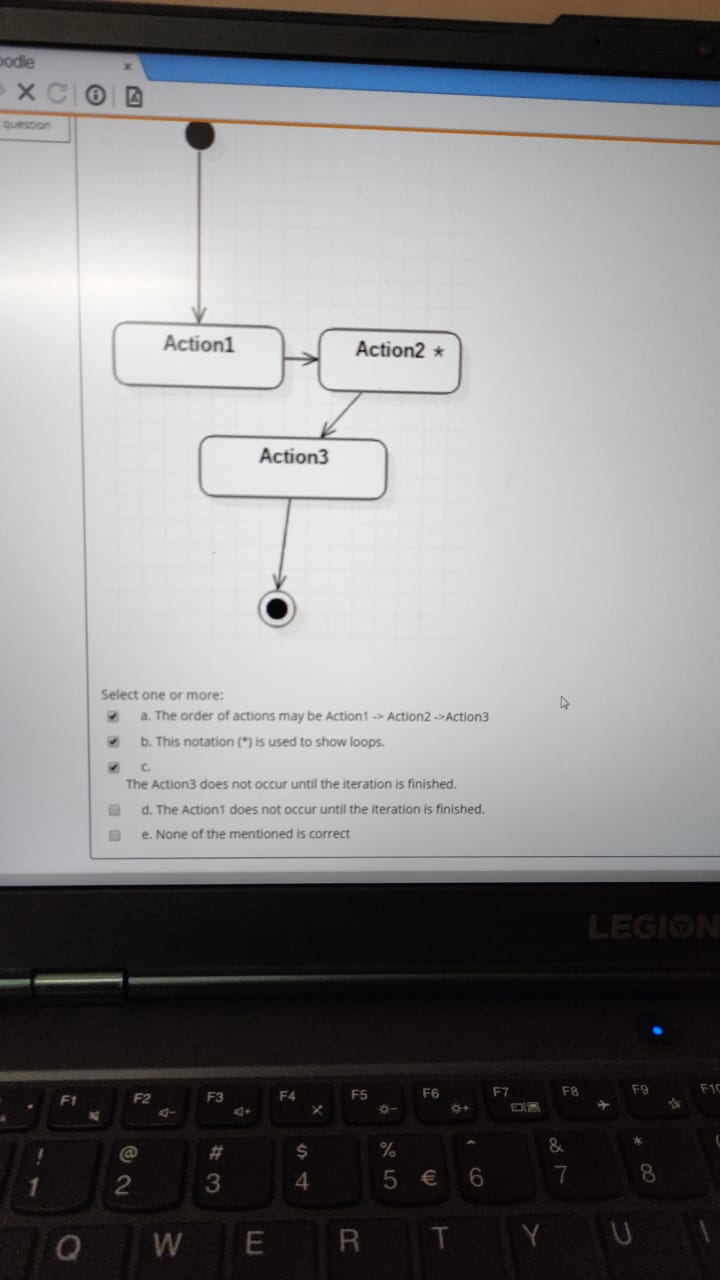 oodle ×
question
Action1
Action2 *
Action3
Select one or more:
a. The order of actions may be Action1 -> Action2 ->Action3
b. This notation (*) is used to show loops.
c.
The Action3 does not occur until the iteration is finished.
d. The Action1 does not occur until the iteration is finished.
e. None of the mentioned is correct
LEGION
F1 F2 F3 F4 F5 F6 F7 F8 F9 F10
! @ # $ % ^ & *
1 2 3 4 5 € 6 7 8
Q W E R T Y U I